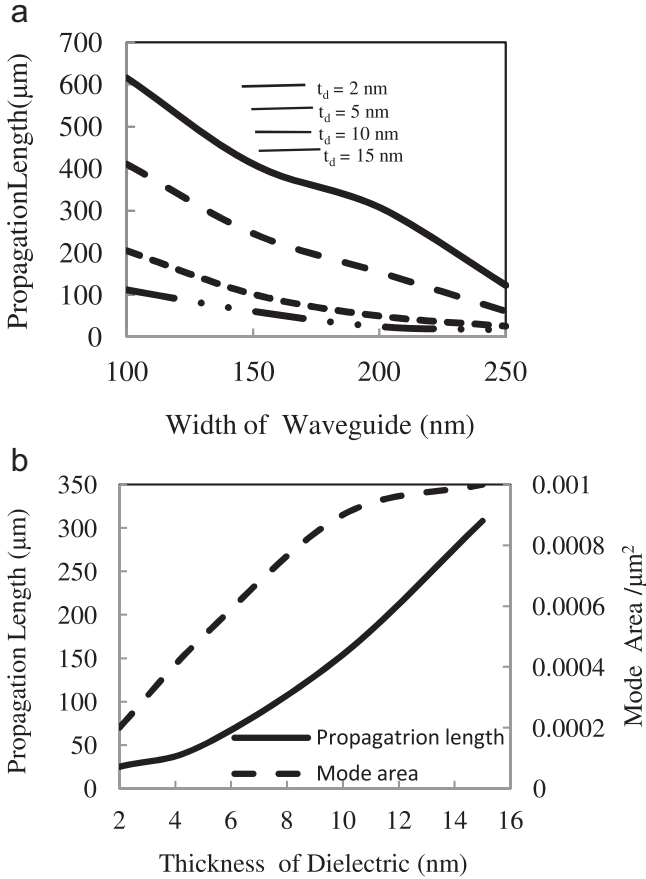 a
700
600
500
400
300
200
100
0
PropagationLength(μm)
t_d = 2 nm
t_d = 5 nm
t_d = 10 nm
t_d = 15 nm
100 150 200 250
Width of Waveguide (nm)
b
350
300
250
200
150
100
50
0
Propagation Length (μm)
0.001
0.0008
0.0006
0.0004
0.0002
0
Mode Area /μm²
Propagatrion length
Mode area
2 4 6 8 10 12 14 16
Thickness of Dielectric (nm)